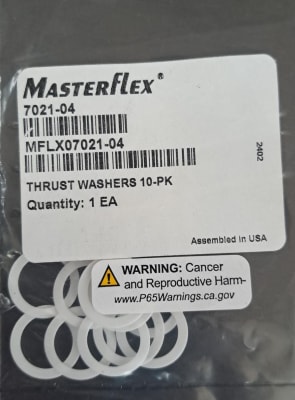 MASTERFLEX®
7021-04
MFLX07021-04
2402
THRUST WASHERS 10-PK
Quantity: 1 EA
Assembled in USA
WARNING: Cancer
and Reproductive Harm-
www.P65Warnings.ca.gov